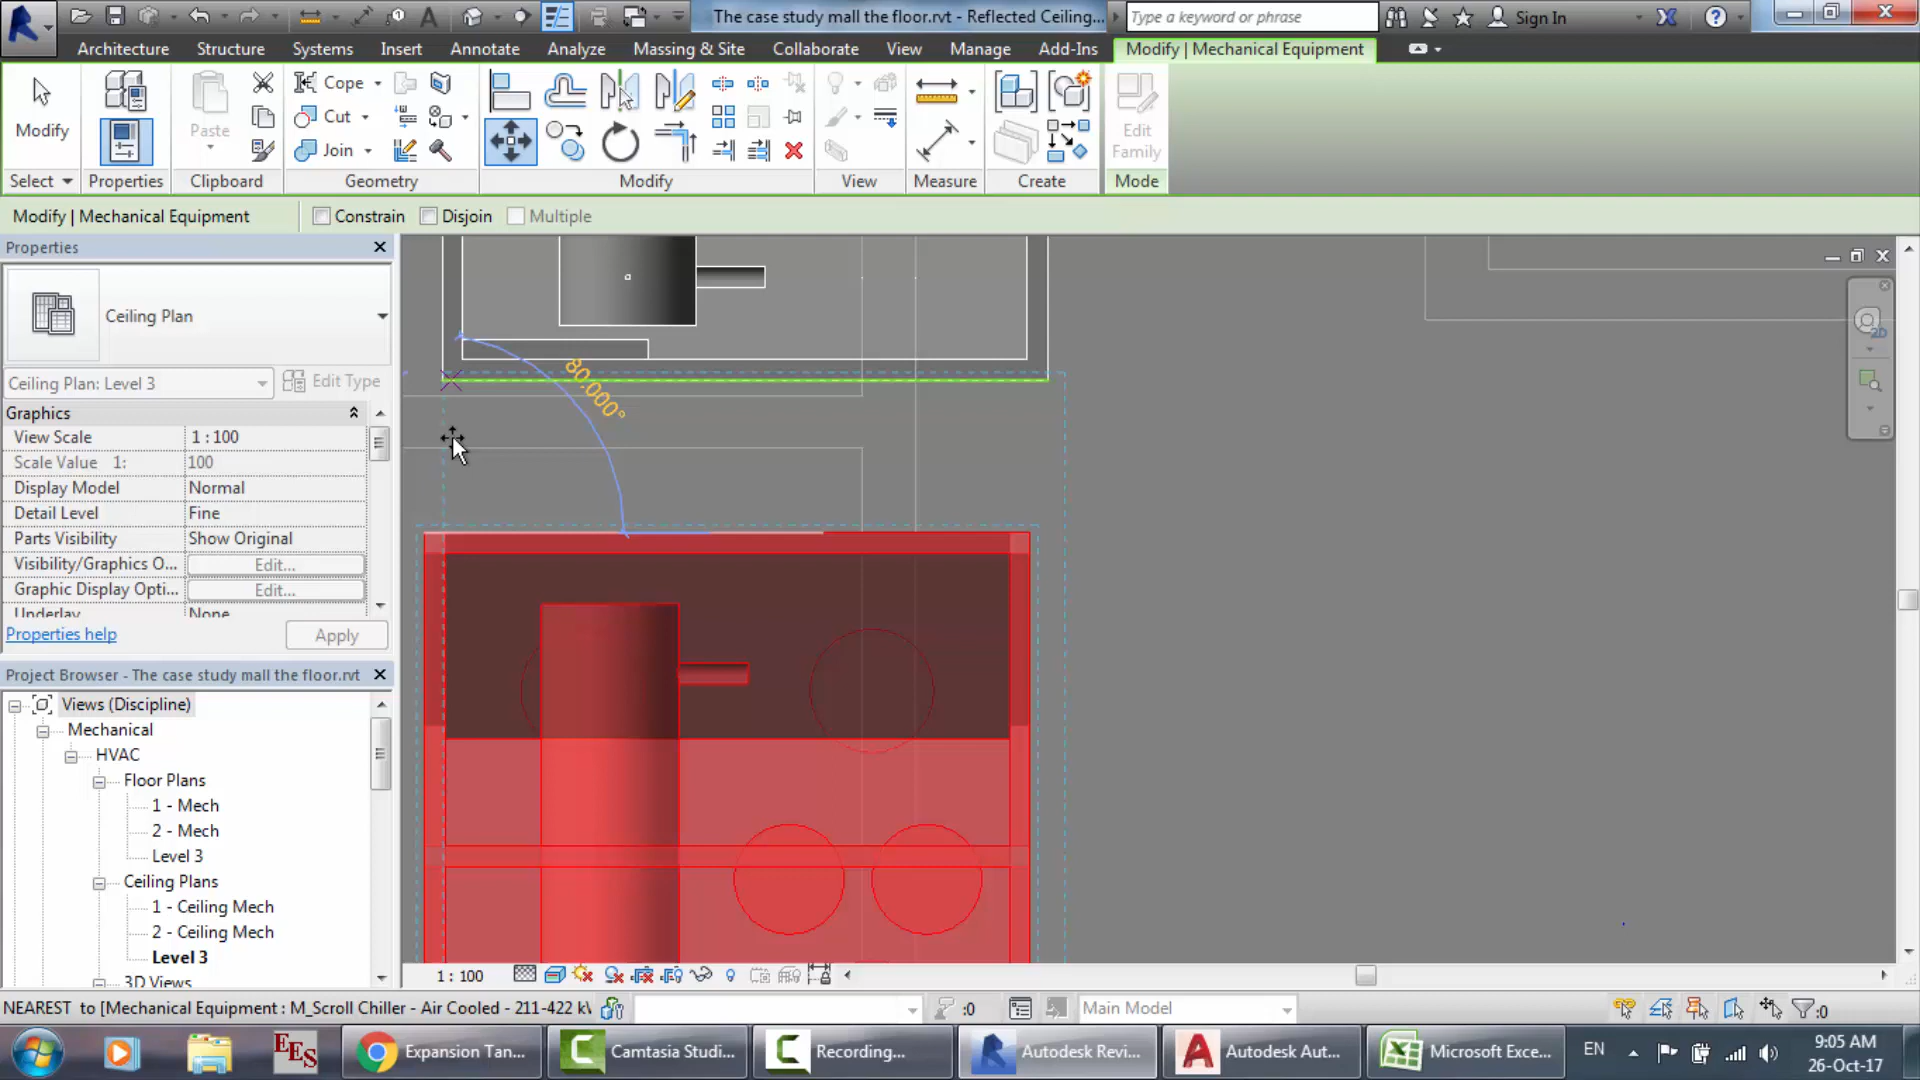 The case study mall the floor.rvt - Reflected Ceiling...
Type a keyword or phrase
Sign In
Architecture Structure Systems Insert Annotate Analyze Massing & Site Collaborate View Manage Add-Ins Modify | Mechanical Equipment
Modify Paste Cope Cut Join Edit Family
Select Properties Clipboard Geometry Modify View Measure Create Mode
Modify | Mechanical Equipment Constrain Disjoin Multiple
Properties
Ceiling Plan
Ceiling Plan: Level 3 Edit Type
Graphics
View Scale 1 : 100
Scale Value 1: 100
Display Model Normal
Detail Level Fine
Parts Visibility Show Original
Visibility/Graphics O... Edit...
Graphic Display Opti... Edit...
Underlay None
Properties help Apply
Project Browser - The case study mall the floor.rvt
Views (Discipline)
Mechanical
HVAC
Floor Plans
1 - Mech
2 - Mech
Level 3
Ceiling Plans
1 - Ceiling Mech
2 - Ceiling Mech
Level 3
3D Views
80.000°
2D
1 : 100
NEAREST to [Mechanical Equipment : M_Scroll Chiller - Air Cooled - 211-422 kW
:0
Main Model
:0
EES
Expansion Tan...
Camtasia Studi...
Recording...
Autodesk Revi...
Autodesk Aut...
Microsoft Exce...
EN
9:05 AM
26-Oct-17